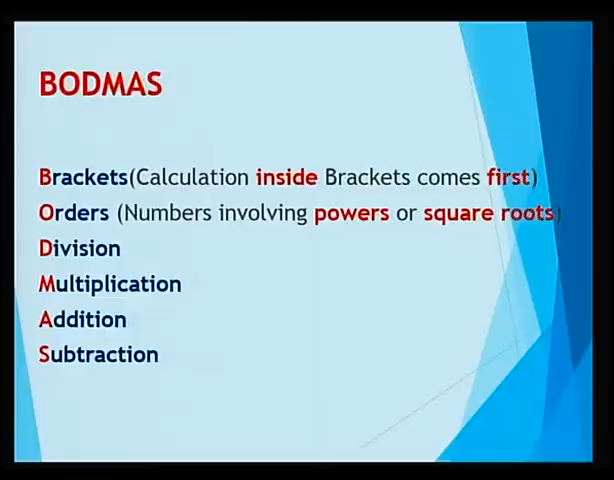 BODMAS
Brackets(Calculation inside Brackets comes first)
Orders (Numbers involving powers or square roots)
Division
Multiplication
Addition
Subtraction